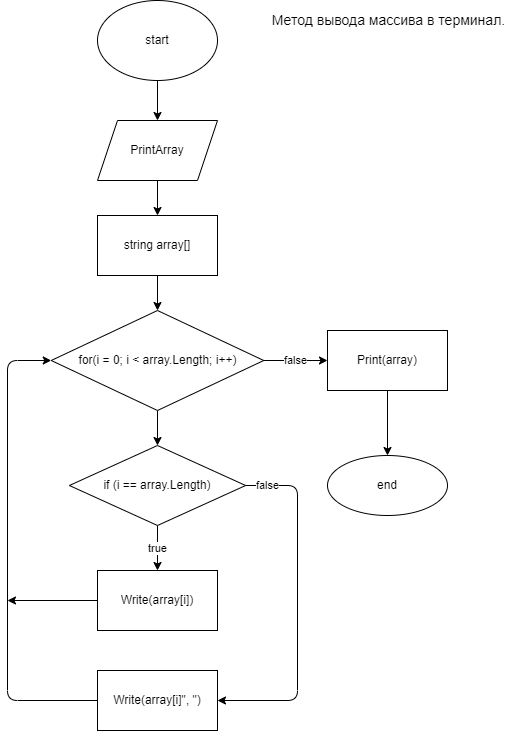 Метод вывода массива в терминал.
start
PrintArray
string array[]
for(i = 0; i < array.Length; i++)
false
Print(array)
if (i == array.Length)
false
end
true
Write(array[i])
Write(array[i]", ")